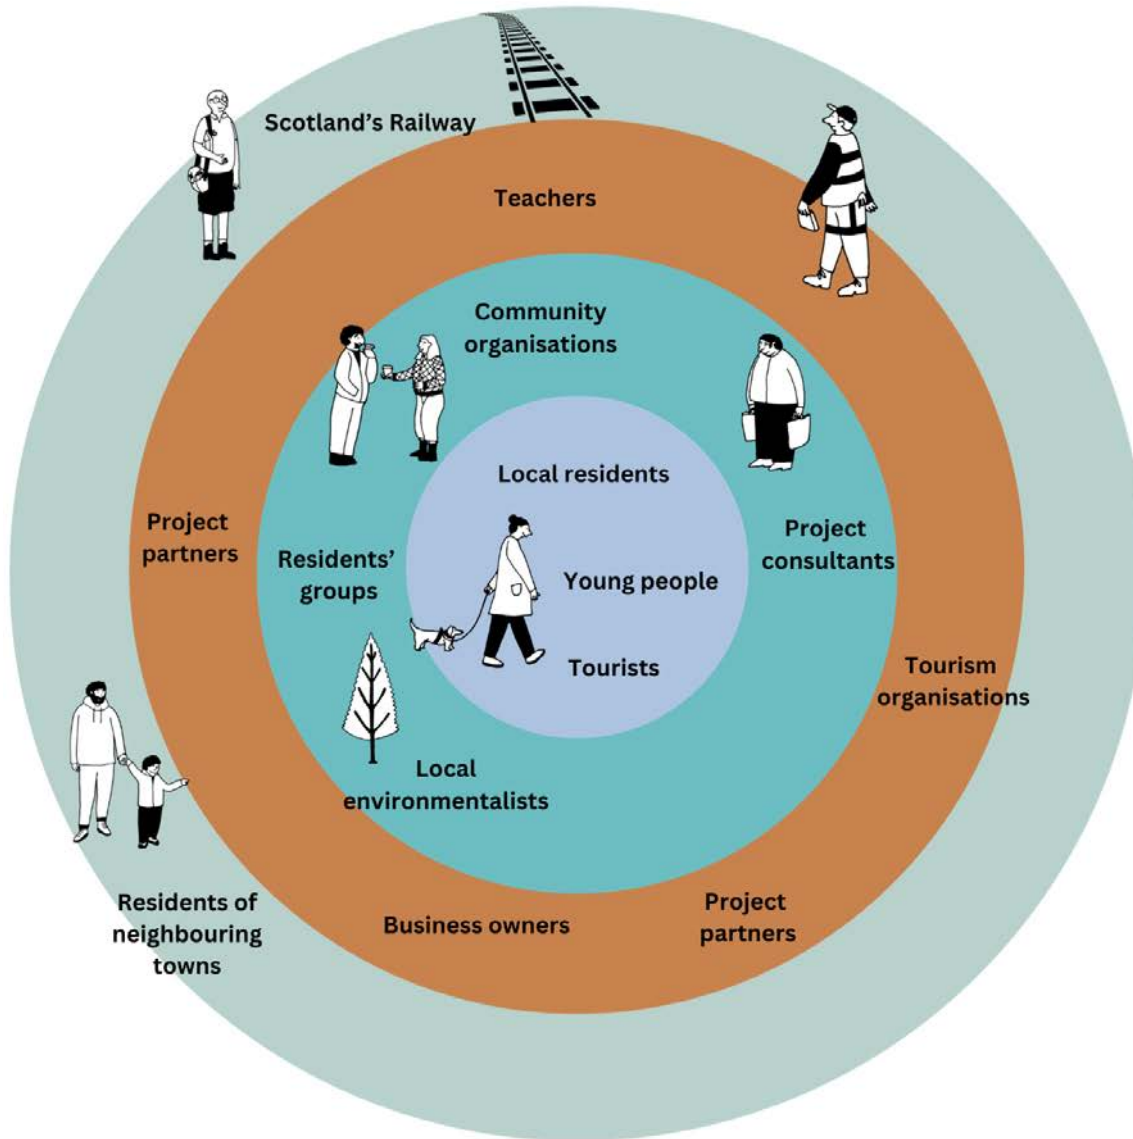 Scotland’s Railway
Teachers
Community
organisations
Local residents
Project
partners
Residents’
groups
Young people
Project
consultants
Tourists
Tourism
organisations
Local
environmentalists
Residents of
neighbouring
towns
Business owners
Project
partners